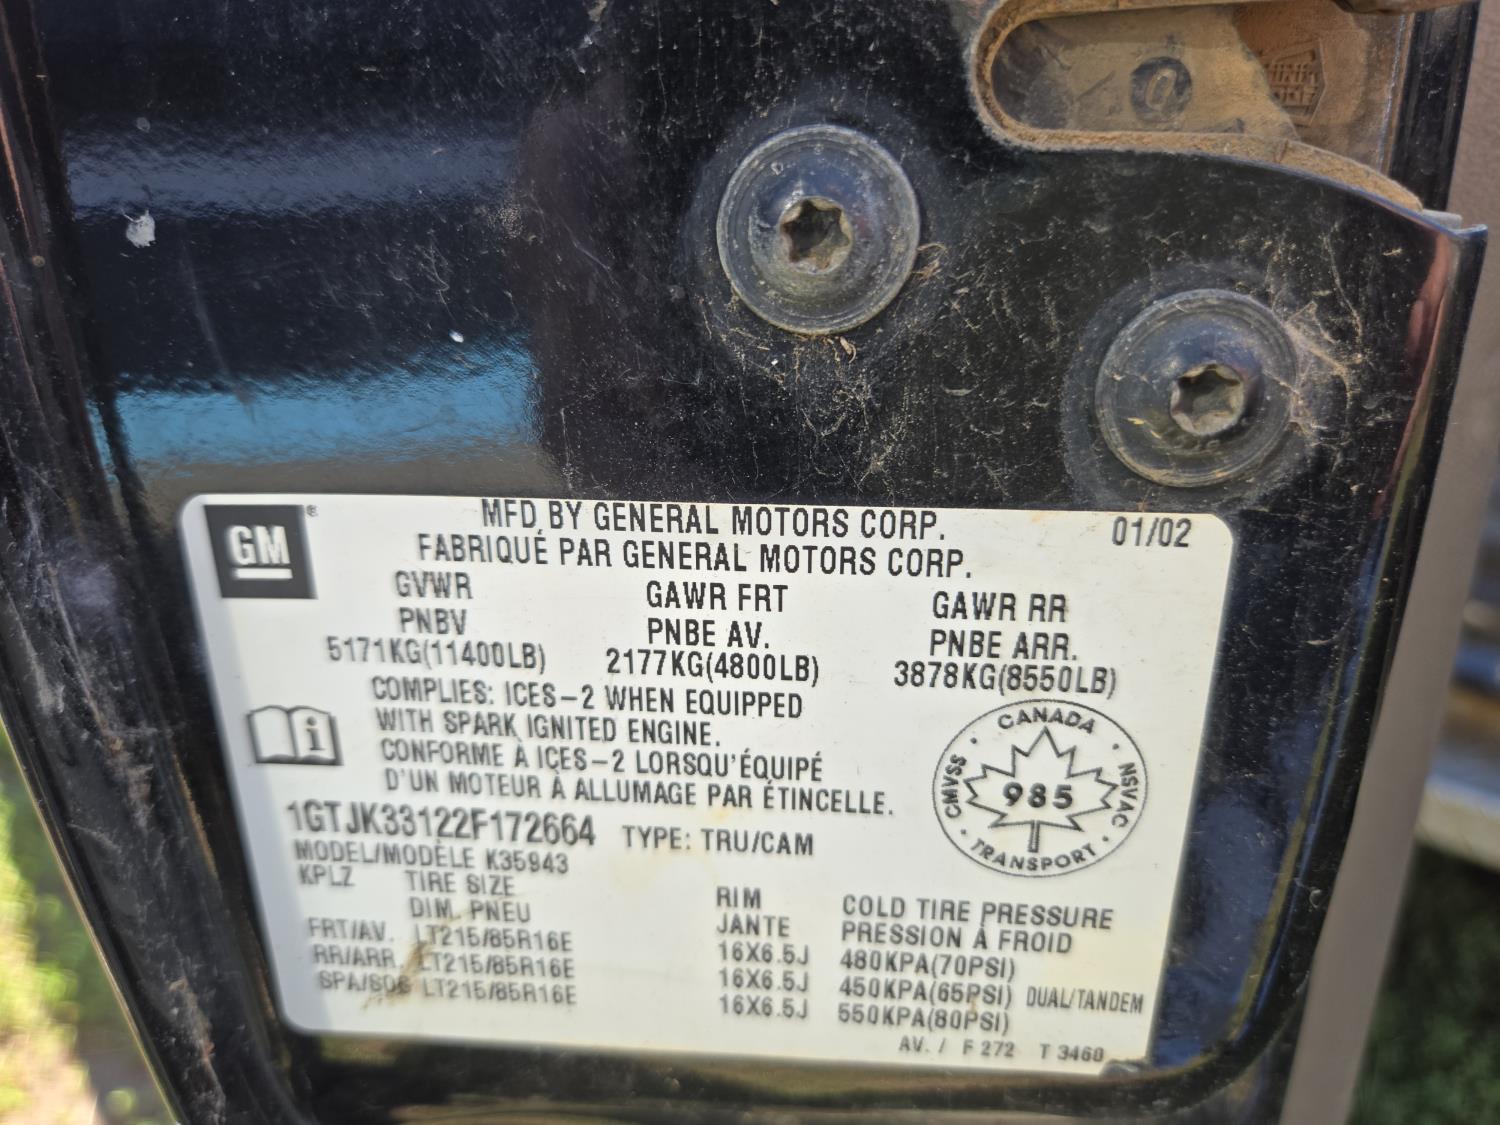 GM®
MFD BY GENERAL MOTORS CORP. 01/02
FABRIQUÉ PAR GENERAL MOTORS CORP.
GVWR GAWR FRT GAWR RR
PNBV PNBE AV. PNBE ARR.
5171KG(11400LB) 2177KG(4800LB) 3878KG(8550LB)
COMPLIES: ICES-2 WHEN EQUIPPED
WITH SPARK IGNITED ENGINE.
CONFORME À ICES-2 LORSQU'ÉQUIPÉ
D'UN MOTEUR À ALLUMAGE PAR ÉTINCELLE.
CANADA
CMVSS 985 NSVAC
TRANSPORT
1GTJK33122F172664 TYPE: TRU/CAM
MODEL/MODÈLE K35943
KPLZ TIRE SIZE RIM COLD TIRE PRESSURE
DIM. PNEU JANTE PRESSION À FROID
FRT/AV. LT215/85R16E 16X6.5J 480KPA(70PSI)
RR/ARR. LT215/85R16E 16X6.5J 450KPA(65PSI) DUAL/TANDEM
SPA/SOS LT215/85R16E 16X6.5J 550KPA(80PSI)
AV. / F 272 T 3460